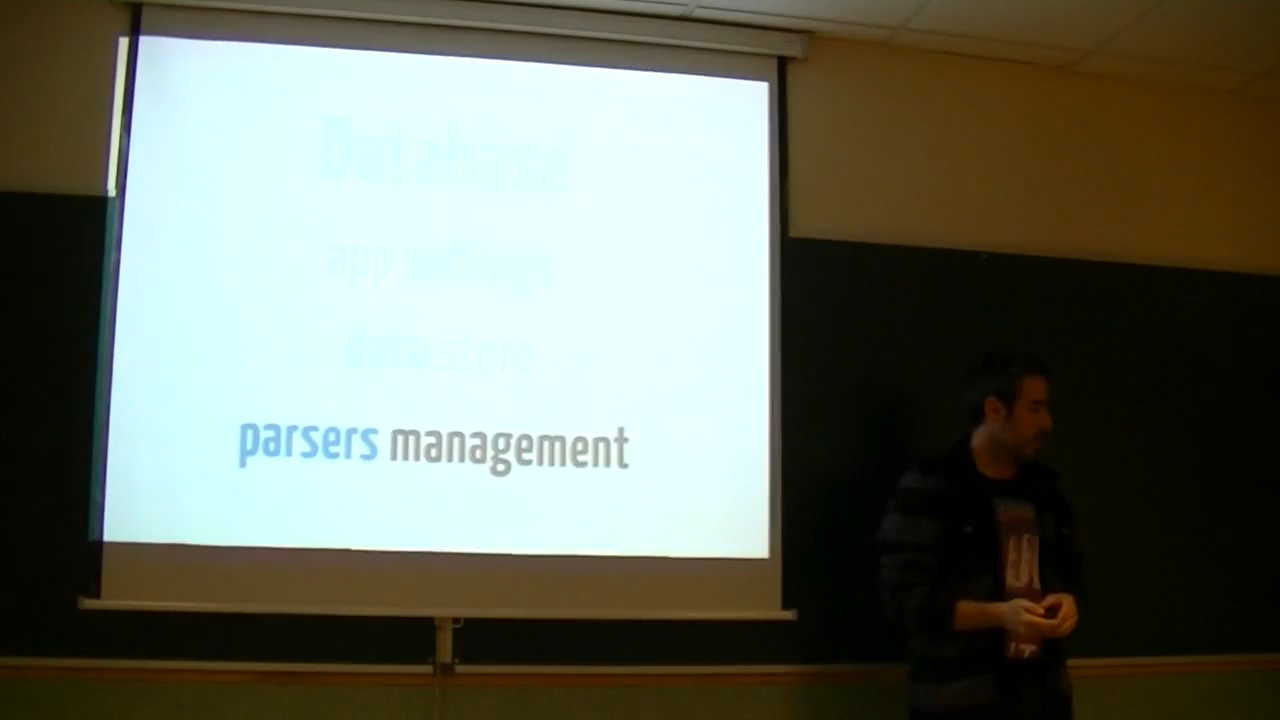 Database
app settings
data store
parsers management